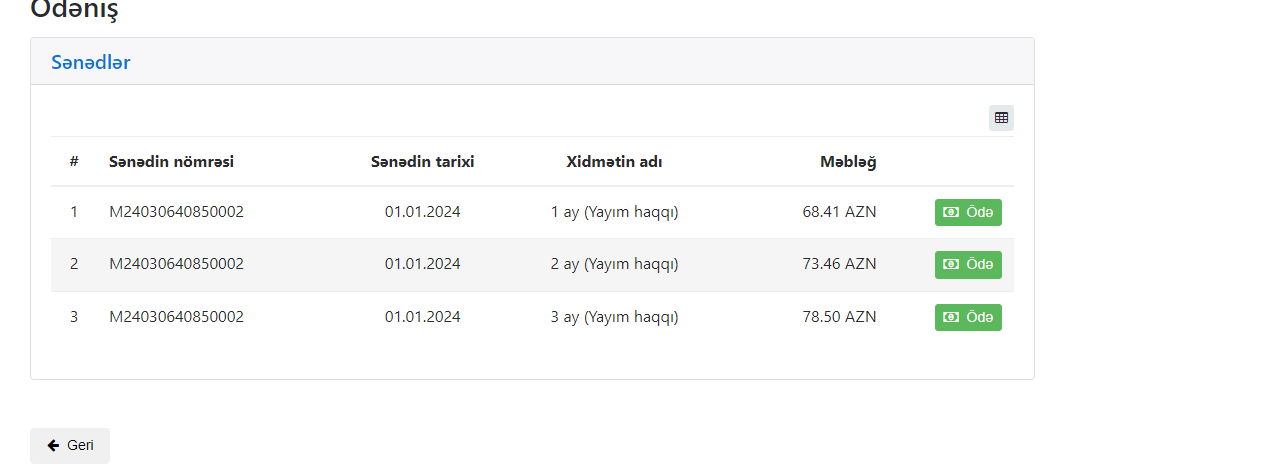 Ödəniş
Sənədlər
# Sənədin nömrəsi Sənədin tarixi Xidmətin adı Məbləğ
1 M24030640850002 01.01.2024 1 ay (Yayım haqqı) 68.41 AZN Ödə
2 M24030640850002 01.01.2024 2 ay (Yayım haqqı) 73.46 AZN Ödə
3 M24030640850002 01.01.2024 3 ay (Yayım haqqı) 78.50 AZN Ödə
Geri